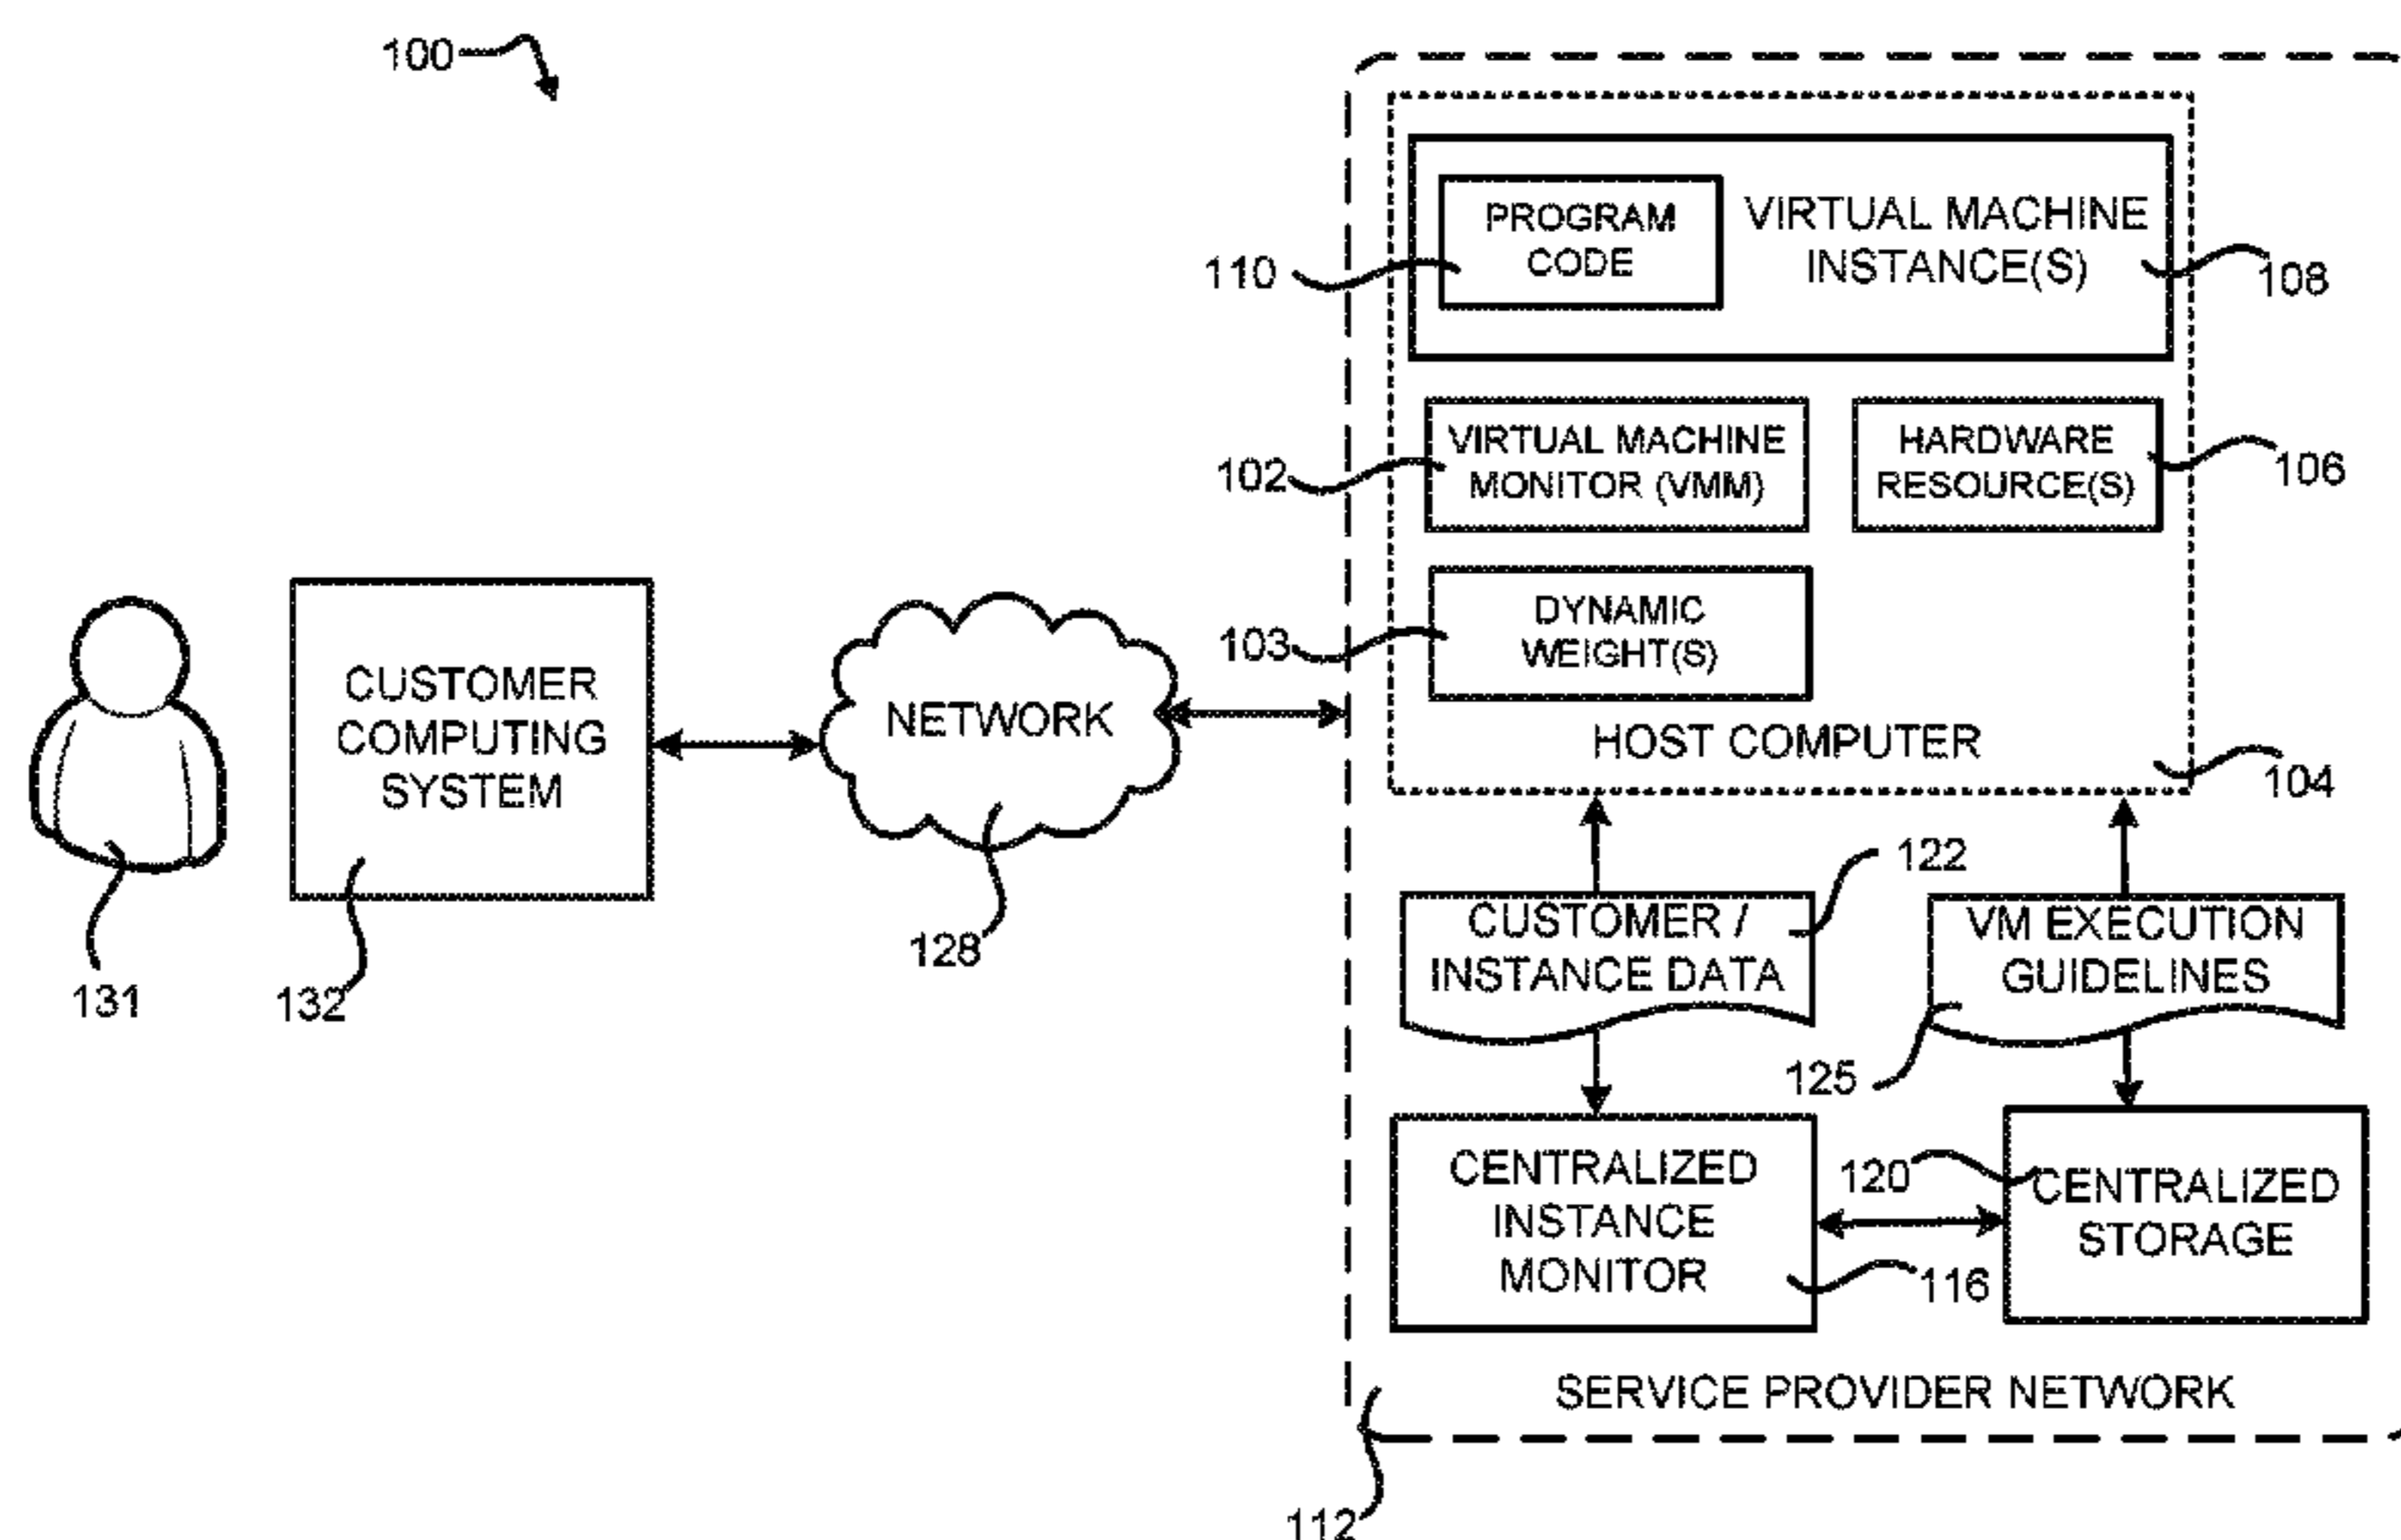 100
PROGRAM
CODE
VIRTUAL MACHINE
INSTANCE(S)
110
108
VIRTUAL MACHINE
MONITOR (VMM)
HARDWARE
RESOURCE(S)
102
106
DYNAMIC
WEIGHT(S)
103
HOST COMPUTER
104
CUSTOMER
COMPUTING
SYSTEM
NETWORK
131
132
128
122
CUSTOMER /
INSTANCE DATA
VM EXECUTION
GUIDELINES
125
CENTRALIZED
INSTANCE
MONITOR
120
CENTRALIZED
STORAGE
116
SERVICE PROVIDER NETWORK
112